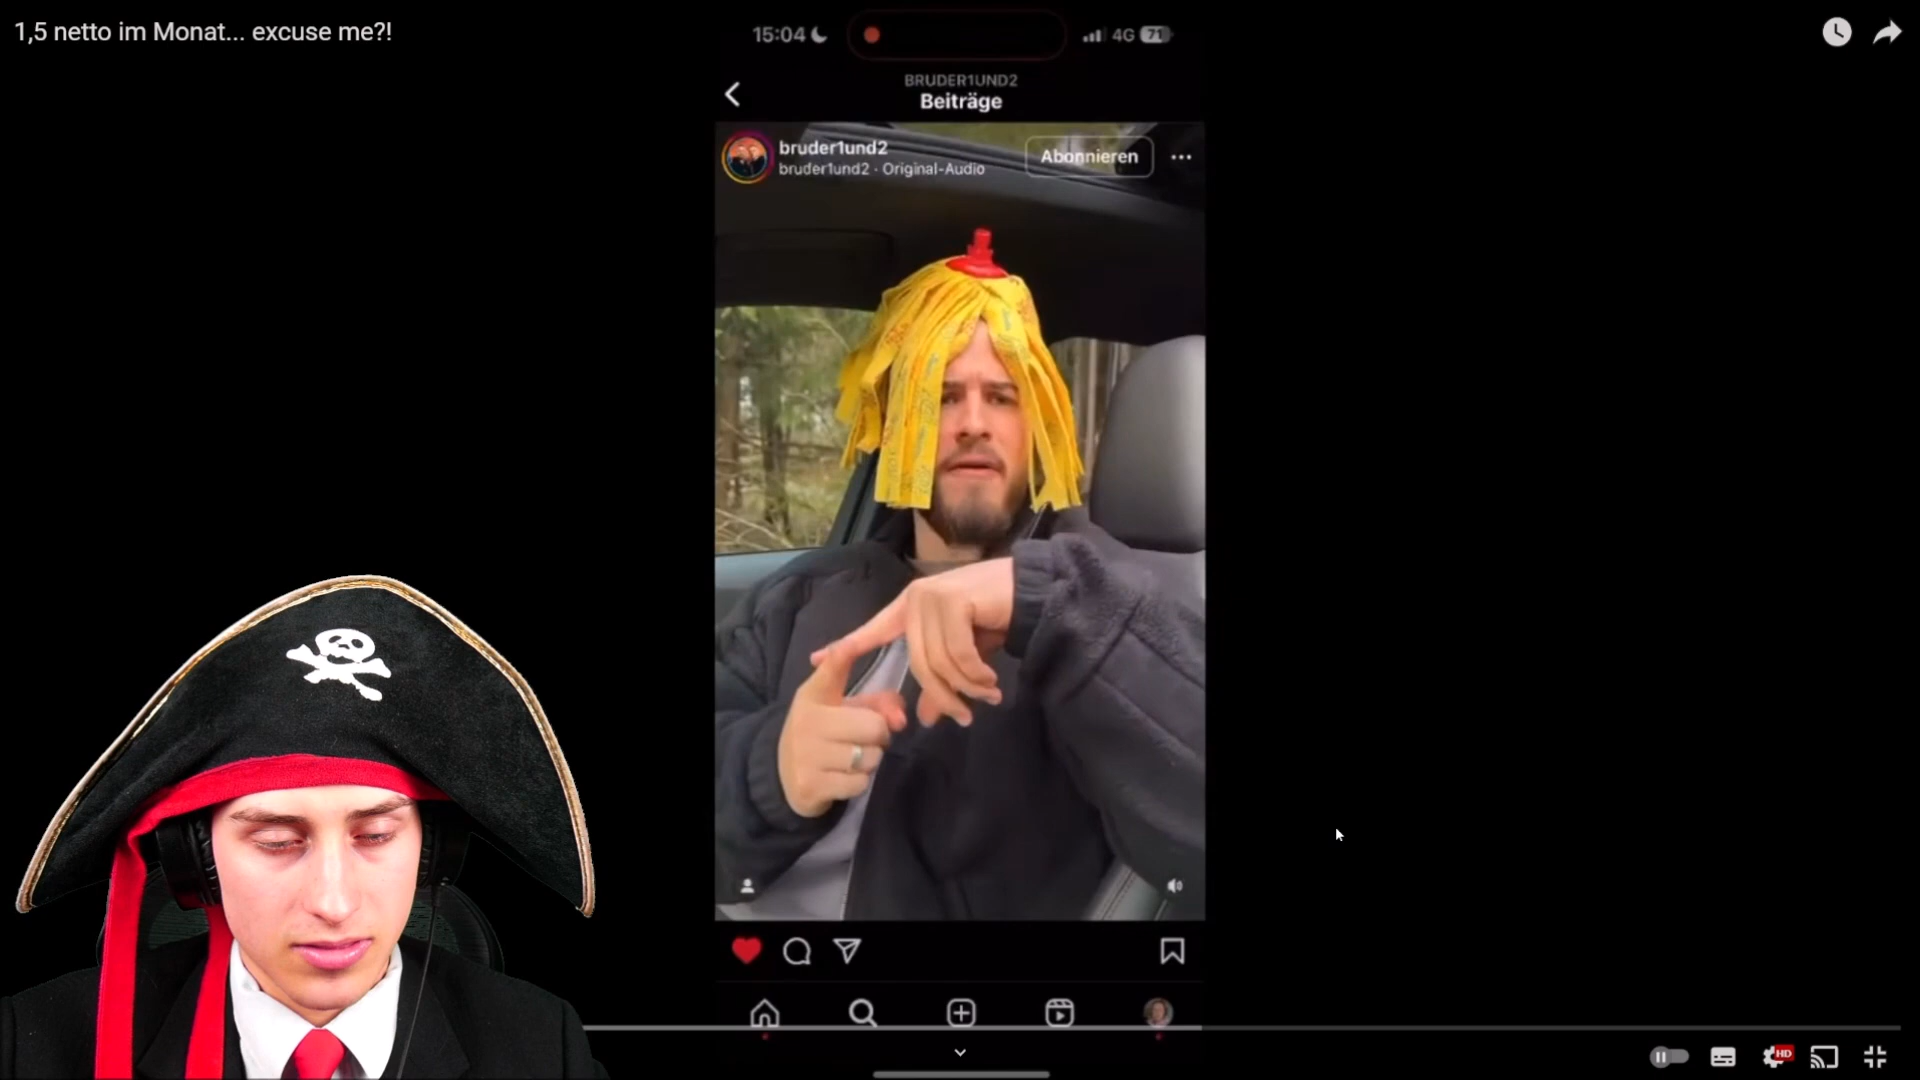 1,5 netto im Monat... excuse me?!
15:04
4G
71
BRUDER1UND2
Beiträge
bruder1und2
bruder1und2 · Original-Audio
Abonnieren
HD